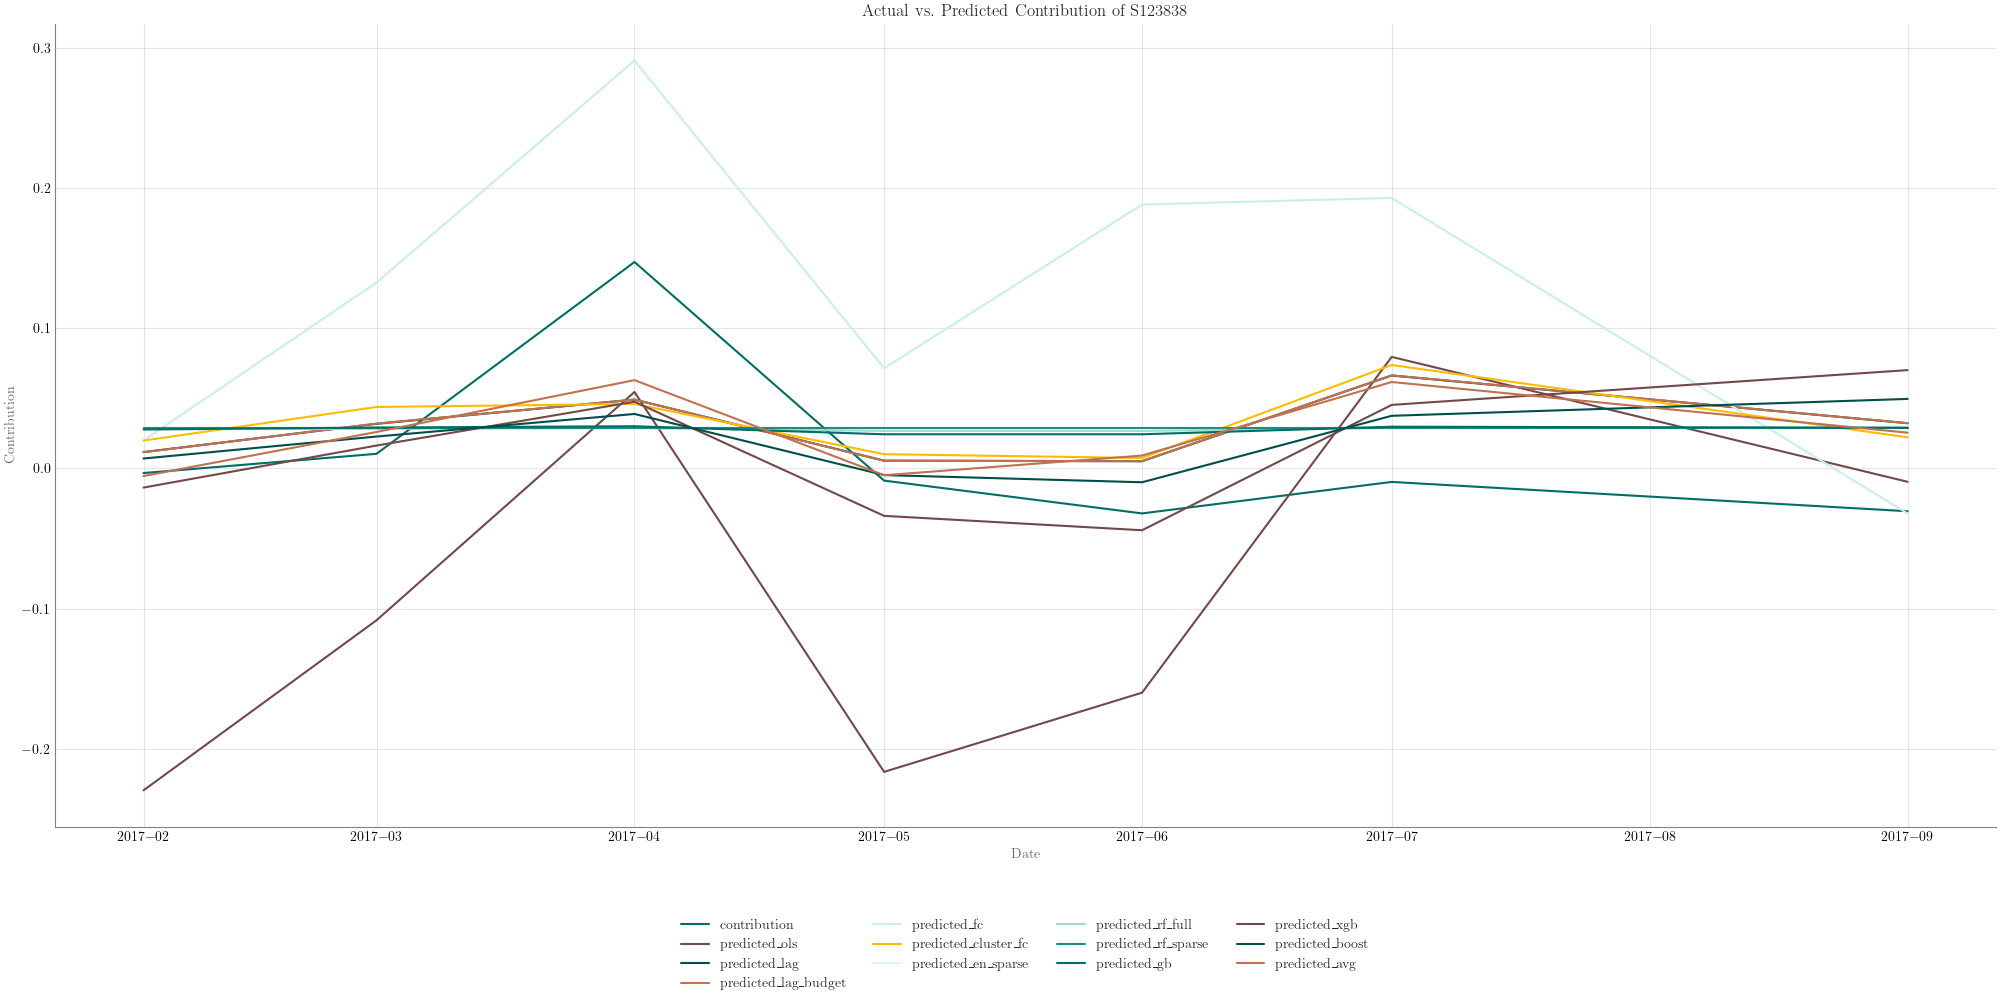 Actual vs. Predicted Contribution of S123838
0.3
0.2
0.1
0.0
−0.1
−0.2
Contribution
2017−02 2017−03 2017−04 2017−05 2017−06 2017−07 2017−08 2017−09
Date
contribution predicted_fc predicted_rf_full predicted_xgb
predicted_ols predicted_cluster_fc predicted_rf_sparse predicted_boost
predicted_lag predicted_en_sparse predicted_gb predicted_avg
predicted_lag_budget